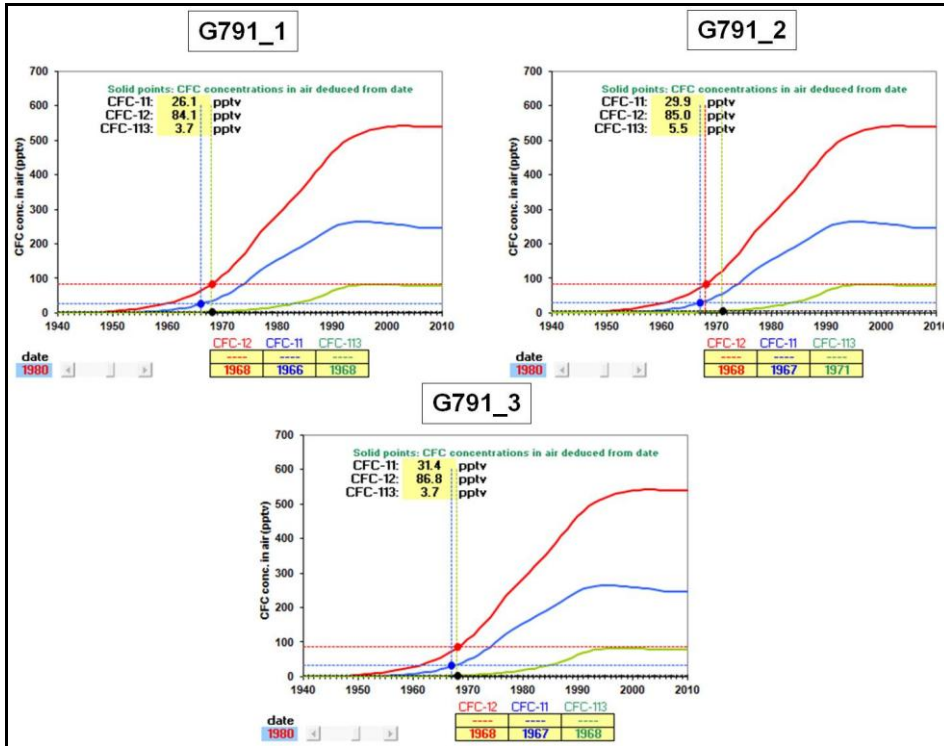 G791_1
700
600
500
400
300
200
100
0
CFC conc. in air (pptv)
Solid points: CFC concentrations in air deduced from date
CFC-11: 26.1 pptv
CFC-12: 84.1 pptv
CFC-113: 3.7 pptv
1940 1950 1960 1970 1980 1990 2000 2010
CFC-12 CFC-11 CFC-113
---- ---- ----
1968 1966 1968
date
1980
G791_2
700
600
500
400
300
200
100
0
CFC conc. in air (pptv)
Solid points: CFC concentrations in air deduced from date
CFC-11: 29.9 pptv
CFC-12: 85.0 pptv
CFC-113: 5.5 pptv
1940 1950 1960 1970 1980 1990 2000 2010
CFC-12 CFC-11 CFC-113
---- ---- ----
1968 1967 1971
date
1980
G791_3
700
600
500
400
300
200
100
0
CFC conc. in air (pptv)
Solid points: CFC concentrations in air deduced from date
CFC-11: 31.4 pptv
CFC-12: 86.8 pptv
CFC-113: 3.7 pptv
1940 1950 1960 1970 1980 1990 2000 2010
CFC-12 CFC-11 CFC-113
---- ---- ----
1968 1967 1968
date
1980